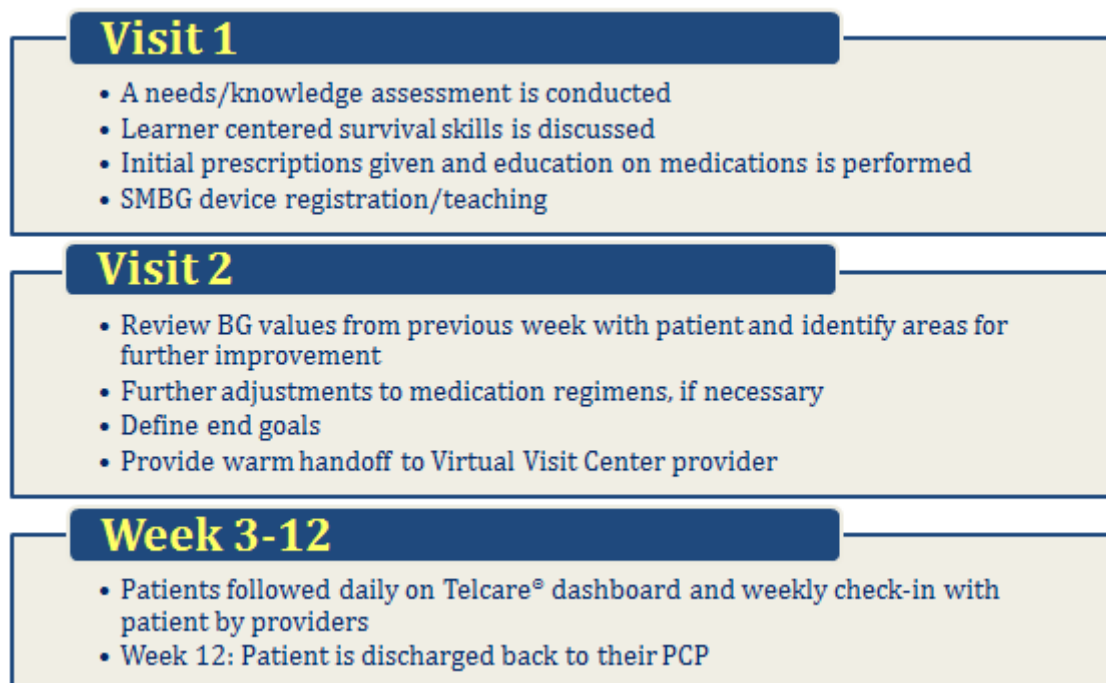 Visit 1
• A needs/knowledge assessment is conducted
• Learner centered survival skills is discussed
• Initial prescriptions given and education on medications is performed
• SMBG device registration/teaching
Visit 2
• Review BG values from previous week with patient and identify areas for
further improvement
• Further adjustments to medication regimens, if necessary
• Define end goals
• Provide warm handoff to Virtual Visit Center provider
Week 3-12
• Patients followed daily on Telcare® dashboard and weekly check-in with
patient by providers
• Week 12: Patient is discharged back to their PCP